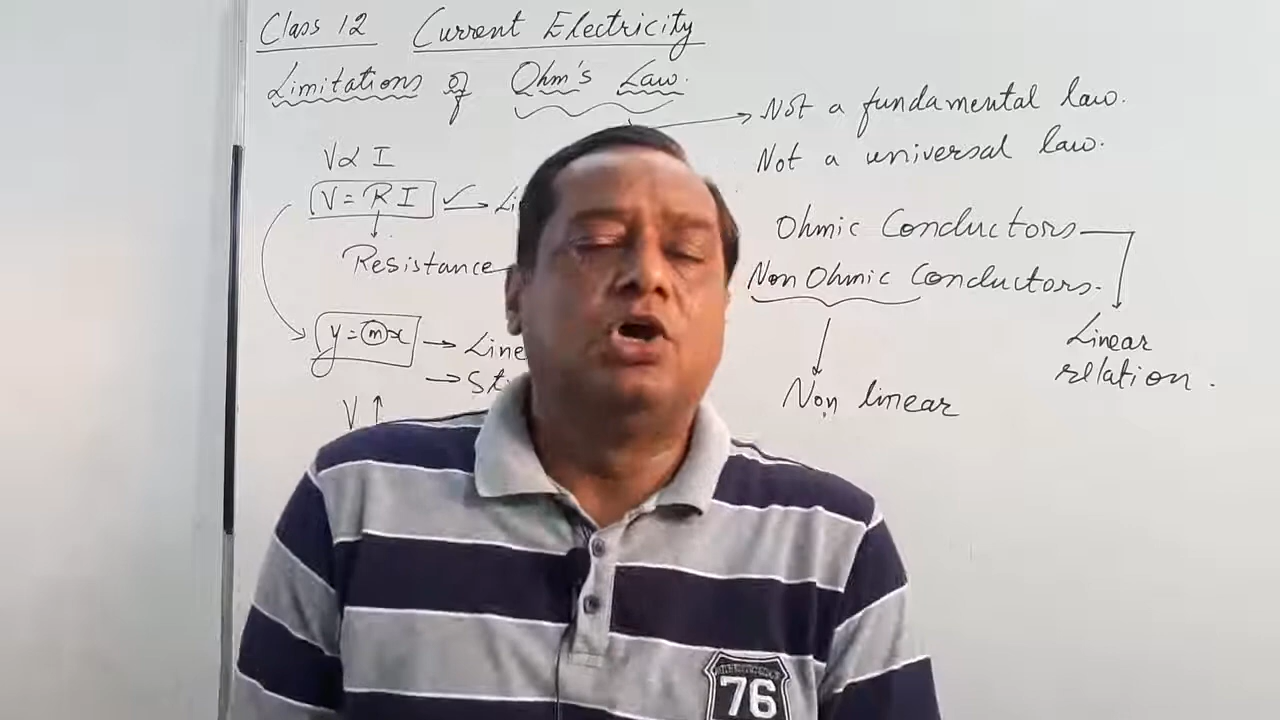 Class 12 Current Electricity
Limitations of Ohm's Law.
Not a fundamental law.
Not a universal law.
V ∝ I
V = RI
Resistance
y = mx
V ↑
Ohmic Conductors
Non Ohmic Conductors.
Linear
relation.
Non linear
76